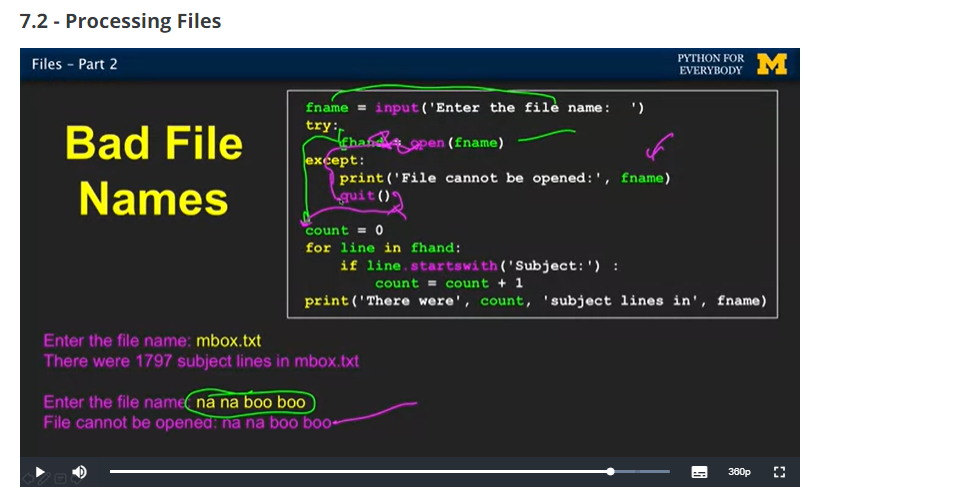 7.2 - Processing Files
Files – Part 2
PYTHON FOR
EVERYBODY
M
Bad File
Names
fname = input('Enter the file name:  ')
try:
    fhand = open(fname)
except:
    print('File cannot be opened:', fname)
    quit()
count = 0
for line in fhand:
    if line.startswith('Subject:') :
        count = count + 1
print('There were', count, 'subject lines in', fname)
Enter the file name: mbox.txt
There were 1797 subject lines in mbox.txt
Enter the file name: na na boo boo
File cannot be opened: na na boo boo
360p